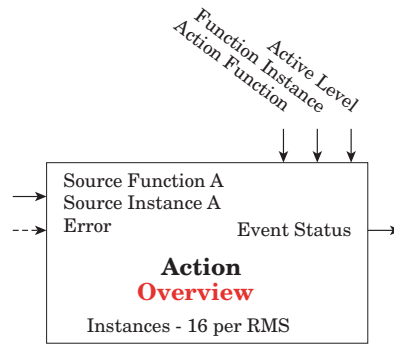 Active Level
Function Instance
Action Function
Source Function A
Source Instance A
Error
Event Status
Action
Overview
Instances - 16 per RMS